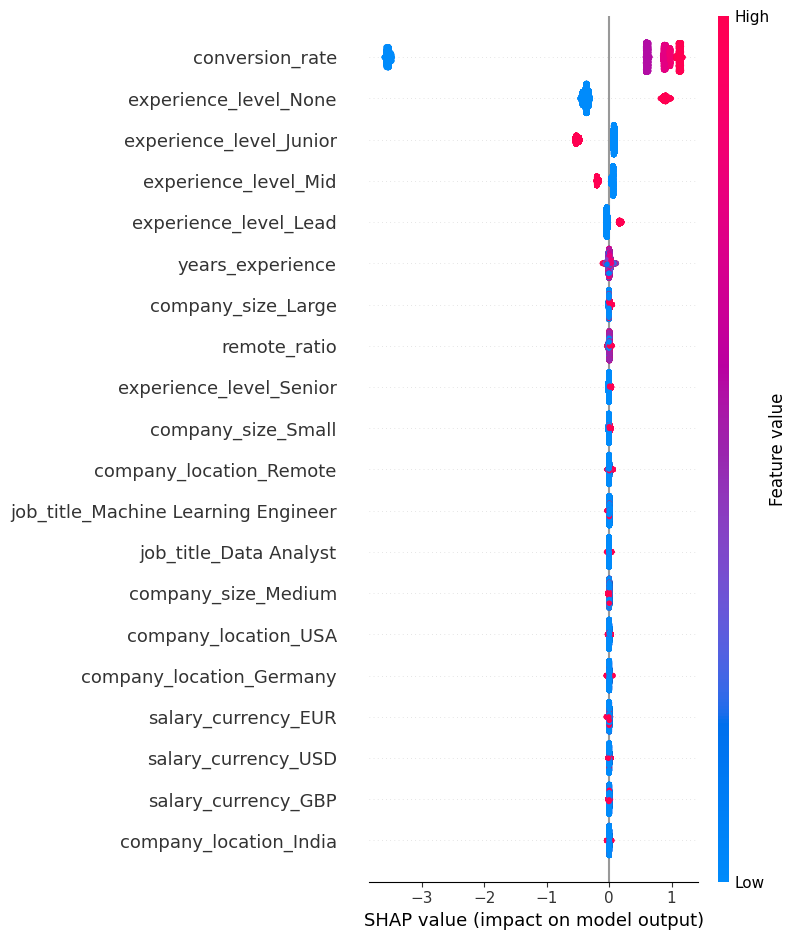 High
conversion_rate
experience_level_None
experience_level_Junior
experience_level_Mid
experience_level_Lead
years_experience
company_size_Large
remote_ratio
experience_level_Senior
company_size_Small
company_location_Remote
job_title_Machine Learning Engineer
job_title_Data Analyst
company_size_Medium
company_location_USA
company_location_Germany
salary_currency_EUR
salary_currency_USD
salary_currency_GBP
company_location_India
Feature value
Low
−3 −2 −1 0 1
SHAP value (impact on model output)